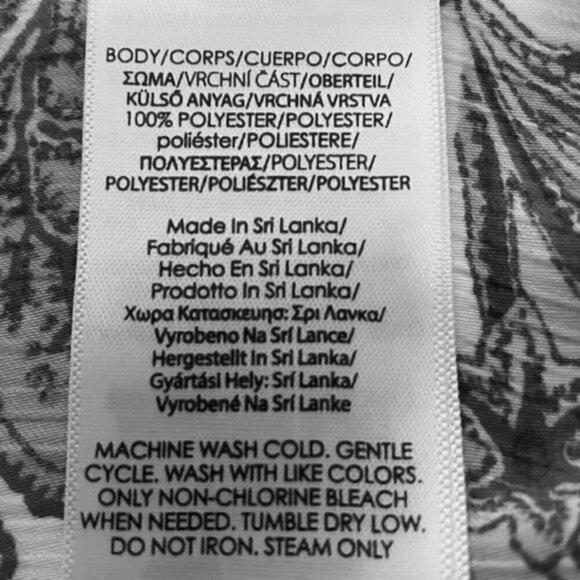 BODY/CORPS/CUERPO/CORPO/
ΣΩΜΑ/VRCHNÍ ČÁST/OBERTEIL/
KÜLSŐ ANYAG/VRCHNÁ VRSTVA
100% POLYESTER/POLYESTER/
poliéster/POLIESTERE/
ΠΟΛΥΕΣΤΕΡΑΣ/POLYESTER/
POLYESTER/POLIÉSZTER/POLYESTER
Made In Sri Lanka/
Fabriqué Au Sri Lanka/
Hecho En Sri Lanka/
Prodotto In Sri Lanka/
Χωρα Κατασκευησ: Σρι Λανκα/
Vyrobeno Na Srí Lance/
Hergestellt In Sri Lanka/
Gyártási Hely: Srí Lanka/
Vyrobené Na Srí Lanke
MACHINE WASH COLD. GENTLE
CYCLE. WASH WITH LIKE COLORS.
ONLY NON-CHLORINE BLEACH
WHEN NEEDED. TUMBLE DRY LOW.
DO NOT IRON. STEAM ONLY